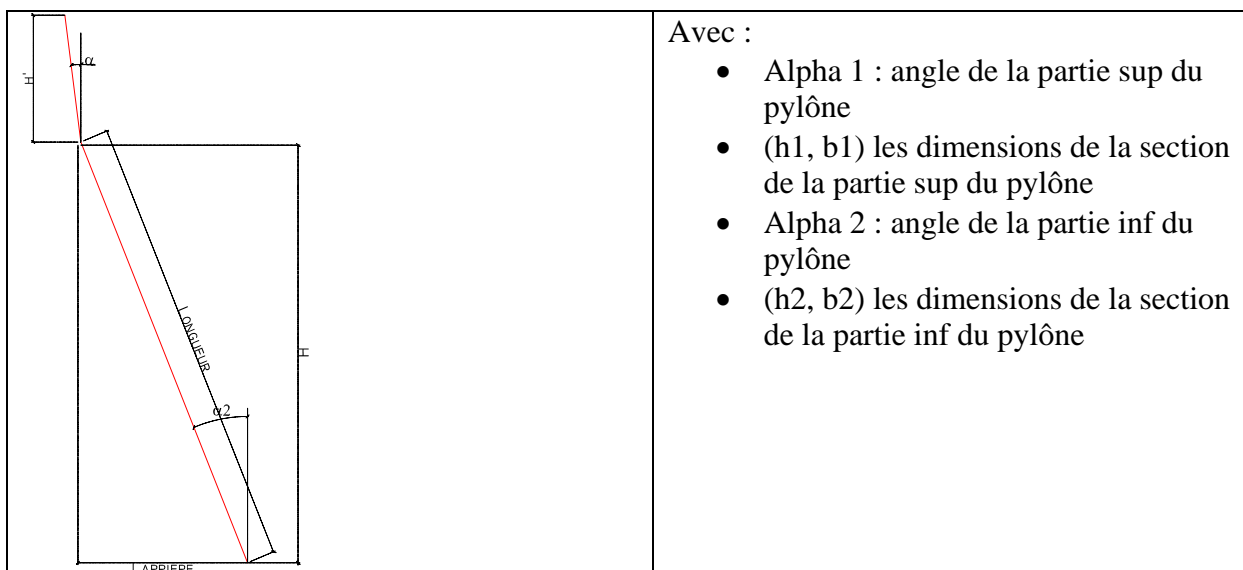 H'
α
LONGUEUR
H
α2
L ARRIERE
Avec :
• Alpha 1 : angle de la partie sup du
pylône
• (h1, b1) les dimensions de la section
de la partie sup du pylône
• Alpha 2 : angle de la partie inf du
pylône
• (h2, b2) les dimensions de la section
de la partie inf du pylône